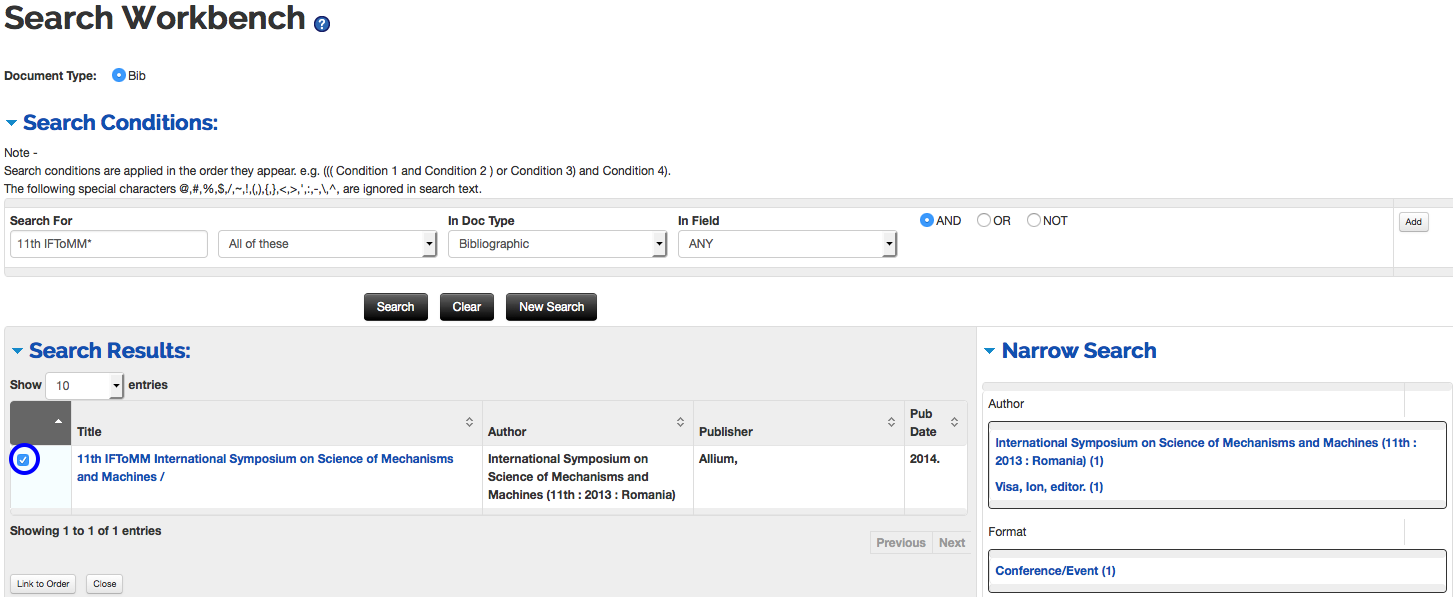 Search Workbench ?
Document Type: Bib
Search Conditions:
Note -
Search conditions are applied in the order they appear. e.g. ((( Condition 1 and Condition 2 ) or Condition 3) and Condition 4).
The following special characters @,#,%,$,/,~,!,(,),{,},<,>,',:,-,\,^, are ignored in search text.
Search For In Doc Type In Field AND OR NOT Add
11th IFToMM* All of these Bibliographic ANY
Search Clear New Search
Search Results:
Show 10 entries
Title Author Publisher Pub Date
11th IFToMM International Symposium on Science of Mechanisms and Machines /
International Symposium on Science of Mechanisms and Machines (11th : 2013 : Romania)
Allium,
2014.
Showing 1 to 1 of 1 entries
Previous Next
Link to Order Close
Narrow Search
Author
International Symposium on Science of Mechanisms and Machines (11th :
2013 : Romania) (1)
Visa, Ion, editor. (1)
Format
Conference/Event (1)